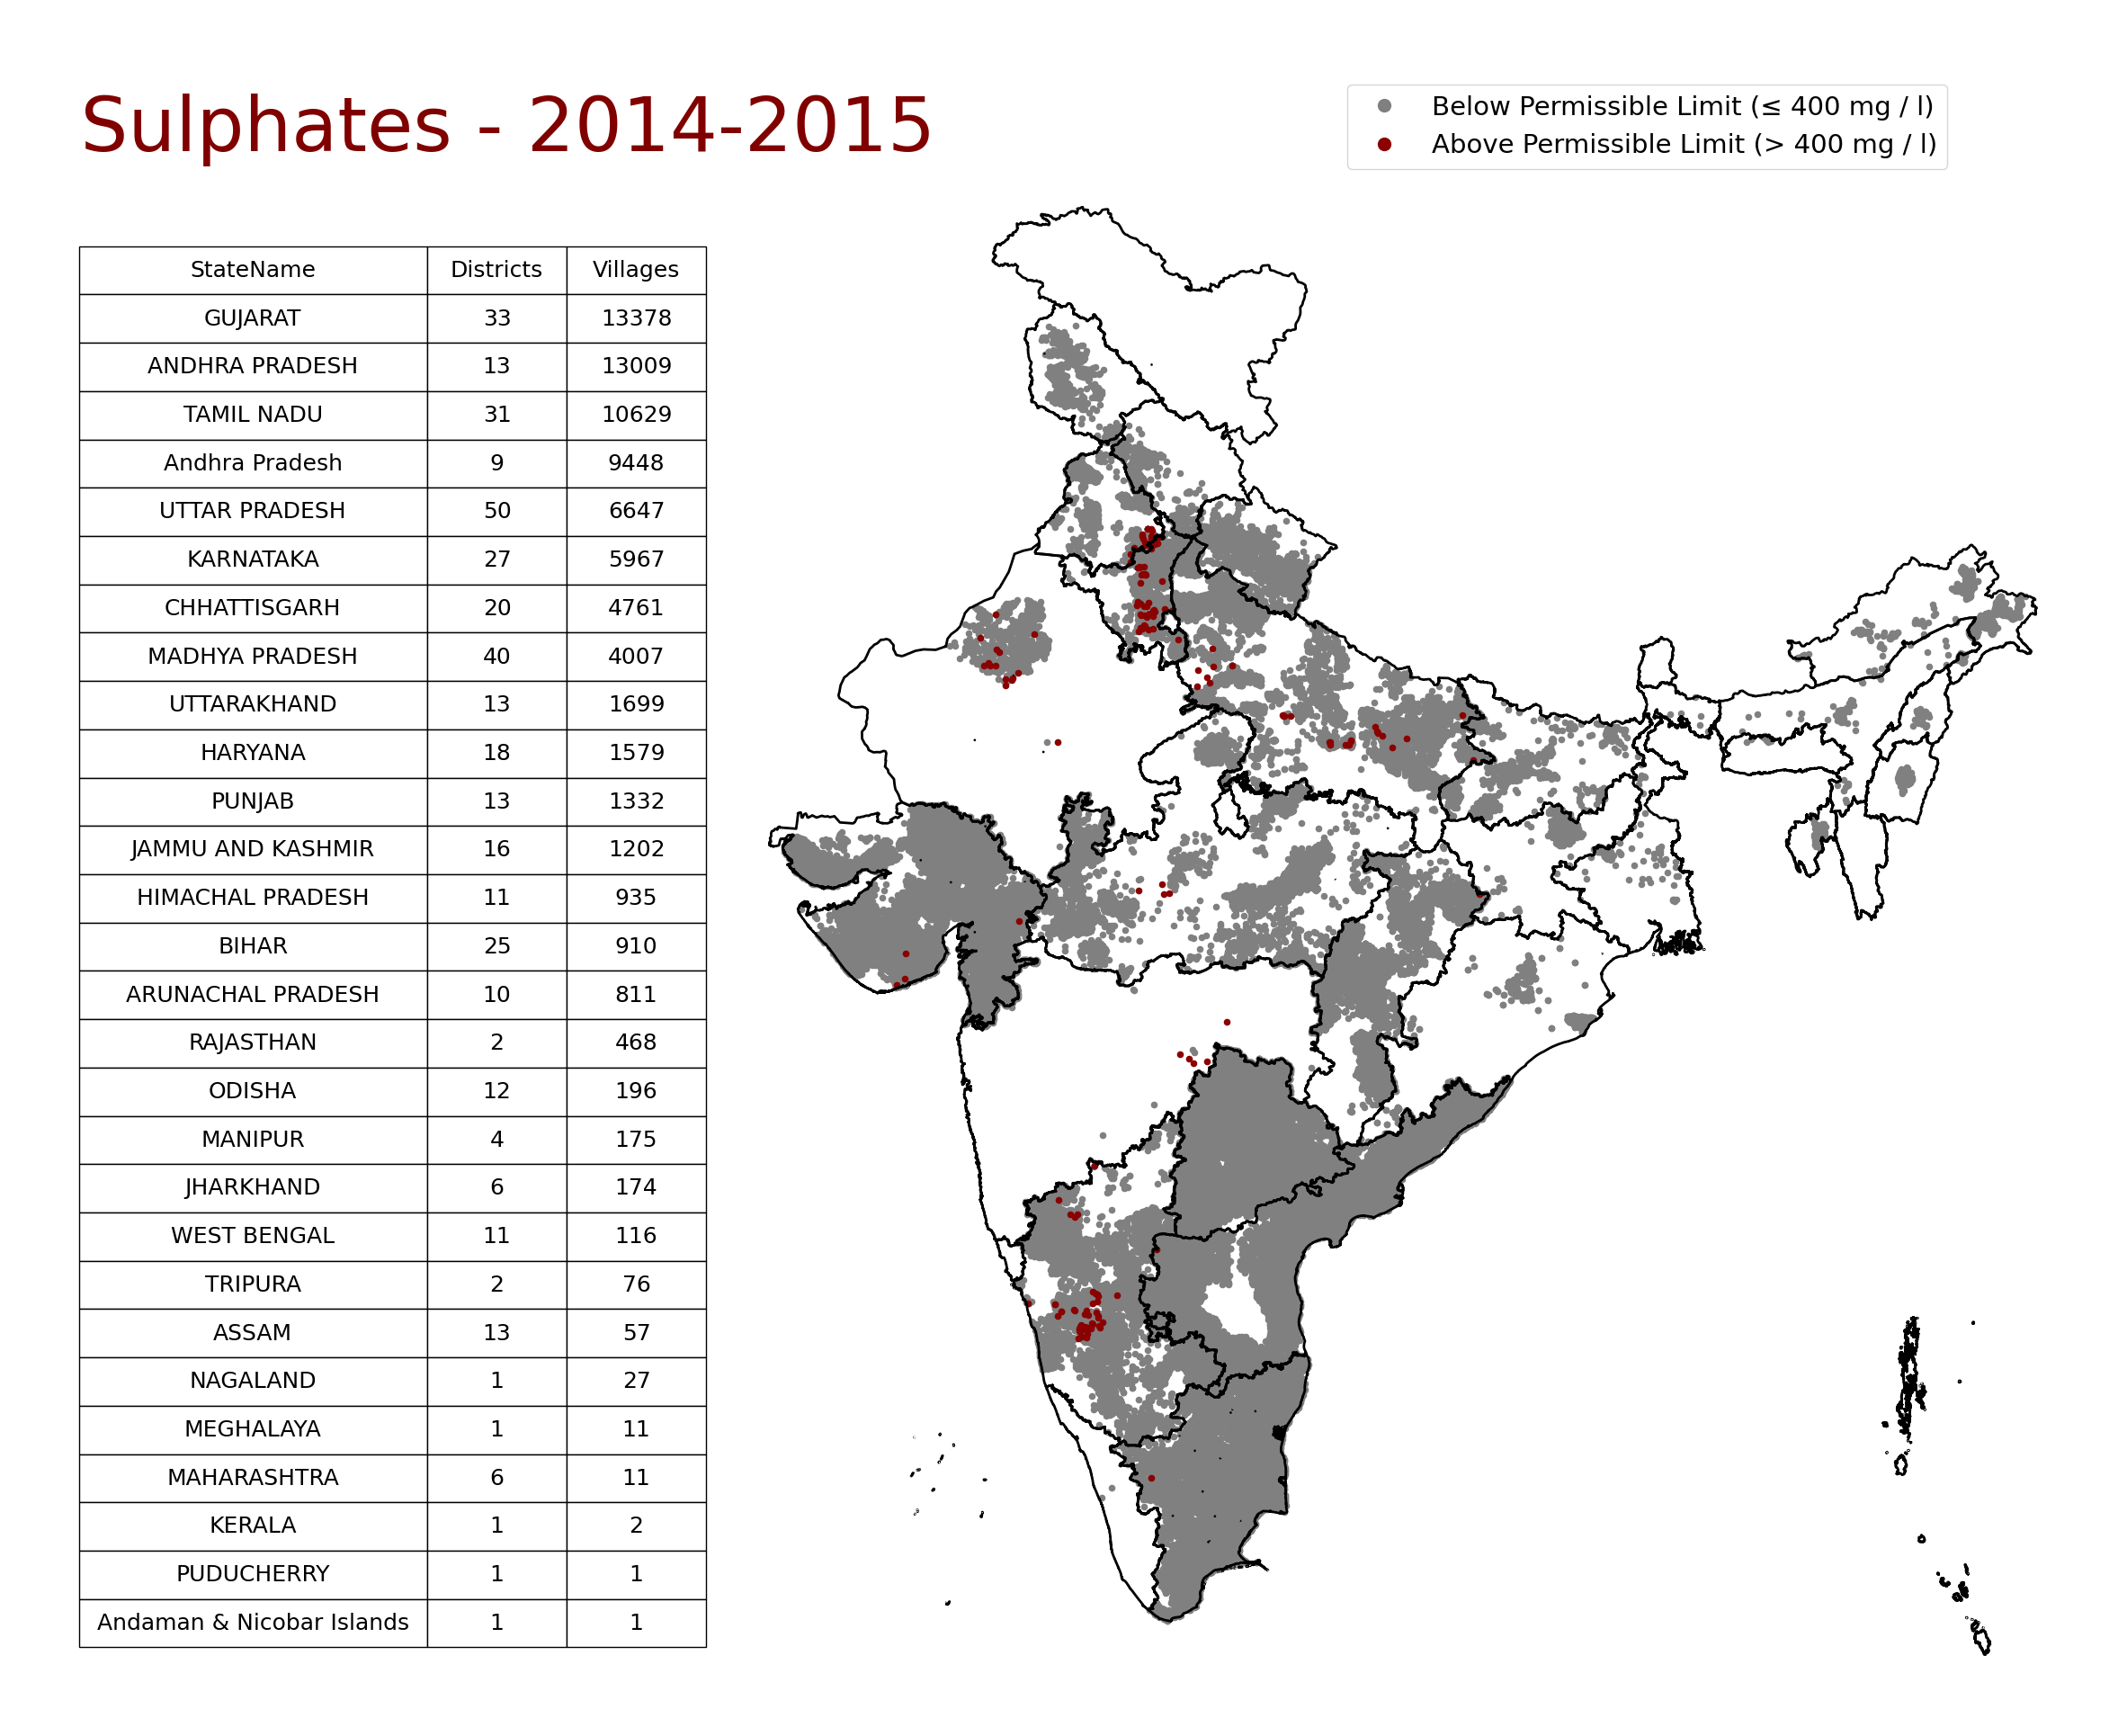 Sulphates - 2014-2015
Below Permissible Limit (≤ 400 mg / l)
Above Permissible Limit (> 400 mg / l)
StateName Districts Villages
GUJARAT 33 13378
ANDHRA PRADESH 13 13009
TAMIL NADU 31 10629
Andhra Pradesh 9 9448
UTTAR PRADESH 50 6647
KARNATAKA 27 5967
CHHATTISGARH 20 4761
MADHYA PRADESH 40 4007
UTTARAKHAND 13 1699
HARYANA 18 1579
PUNJAB 13 1332
JAMMU AND KASHMIR 16 1202
HIMACHAL PRADESH 11 935
BIHAR 25 910
ARUNACHAL PRADESH 10 811
RAJASTHAN 2 468
ODISHA 12 196
MANIPUR 4 175
JHARKHAND 6 174
WEST BENGAL 11 116
TRIPURA 2 76
ASSAM 13 57
NAGALAND 1 27
MEGHALAYA 1 11
MAHARASHTRA 6 11
KERALA 1 2
PUDUCHERRY 1 1
Andaman & Nicobar Islands 1 1